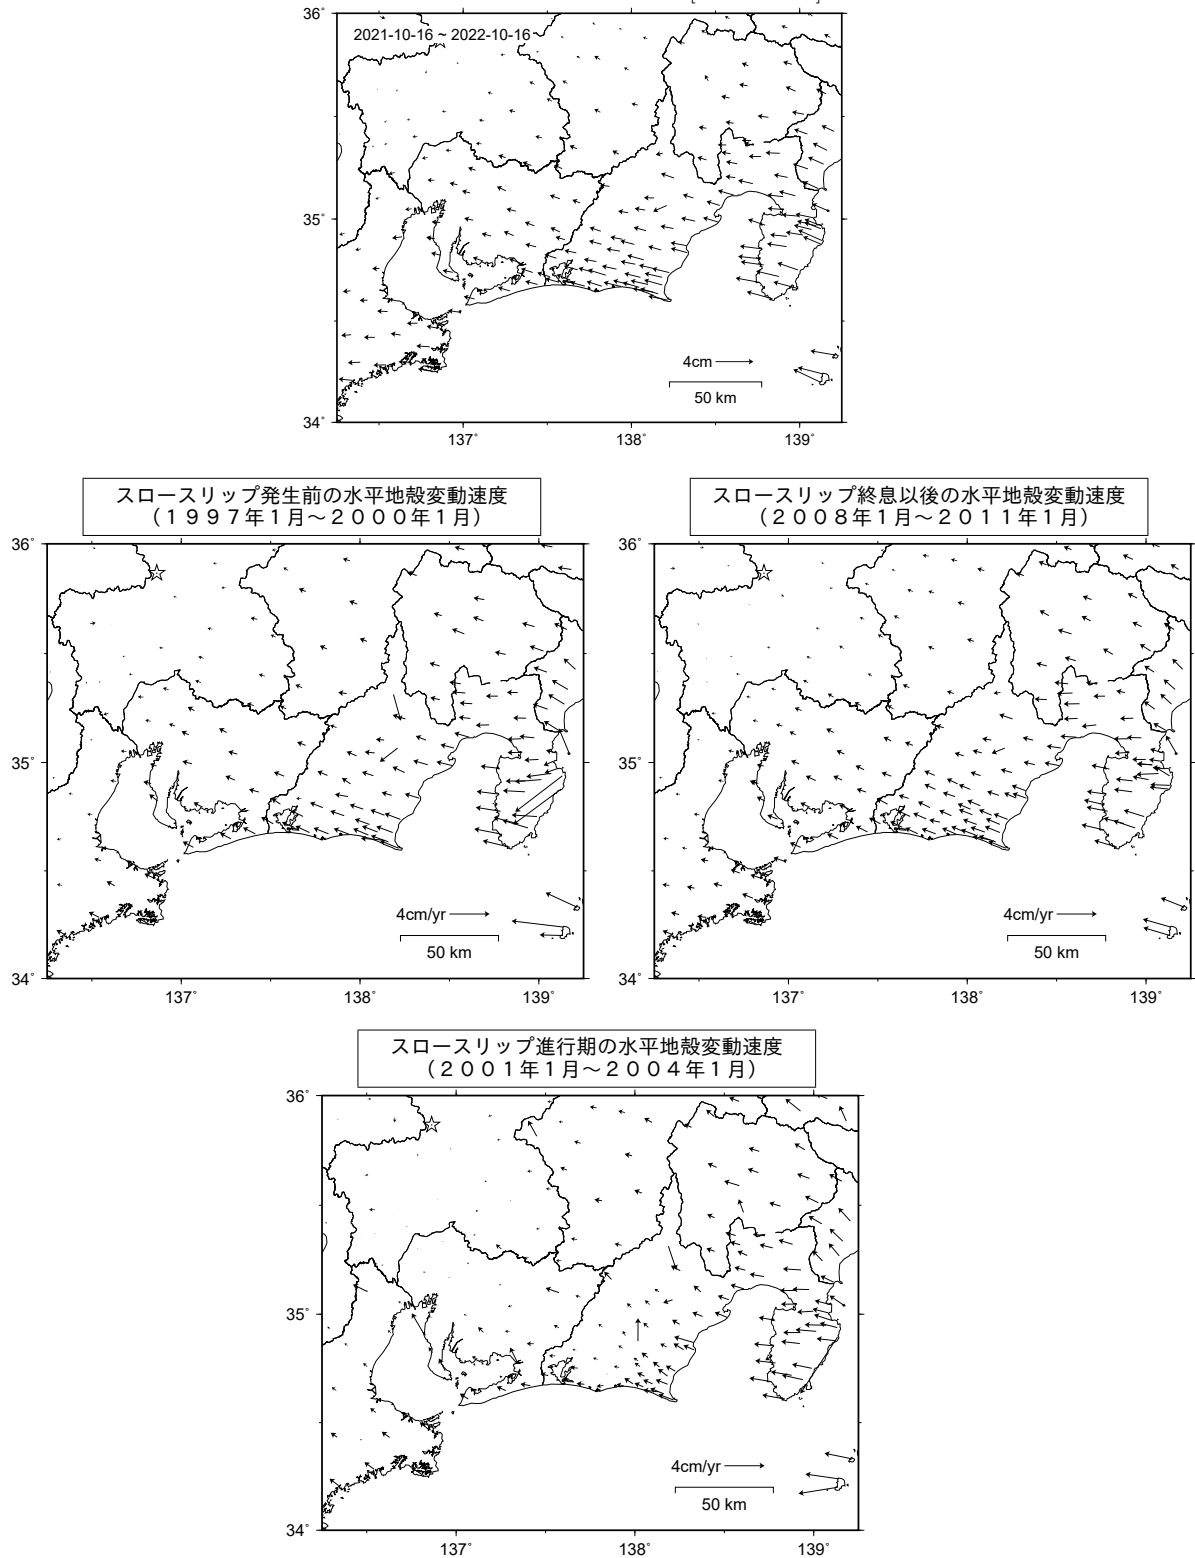 36˚
2021-10-16 ~ 2022-10-16
35˚
4cm
50 km
34˚
137˚ 138˚ 139˚
スロースリップ発生前の水平地殻変動速度
（１９９７年１月～２０００年１月）
スロースリップ終息以後の水平地殻変動速度
（２００８年１月～２０１１年１月）
36˚ 36˚
35˚ 35˚
4cm/yr 4cm/yr
50 km 50 km
34˚ 34˚
137˚ 138˚ 139˚ 137˚ 138˚ 139˚
スロースリップ進行期の水平地殻変動速度
（２００１年１月～２００４年１月）
36˚
35˚
4cm/yr
50 km
34˚
137˚ 138˚ 139˚